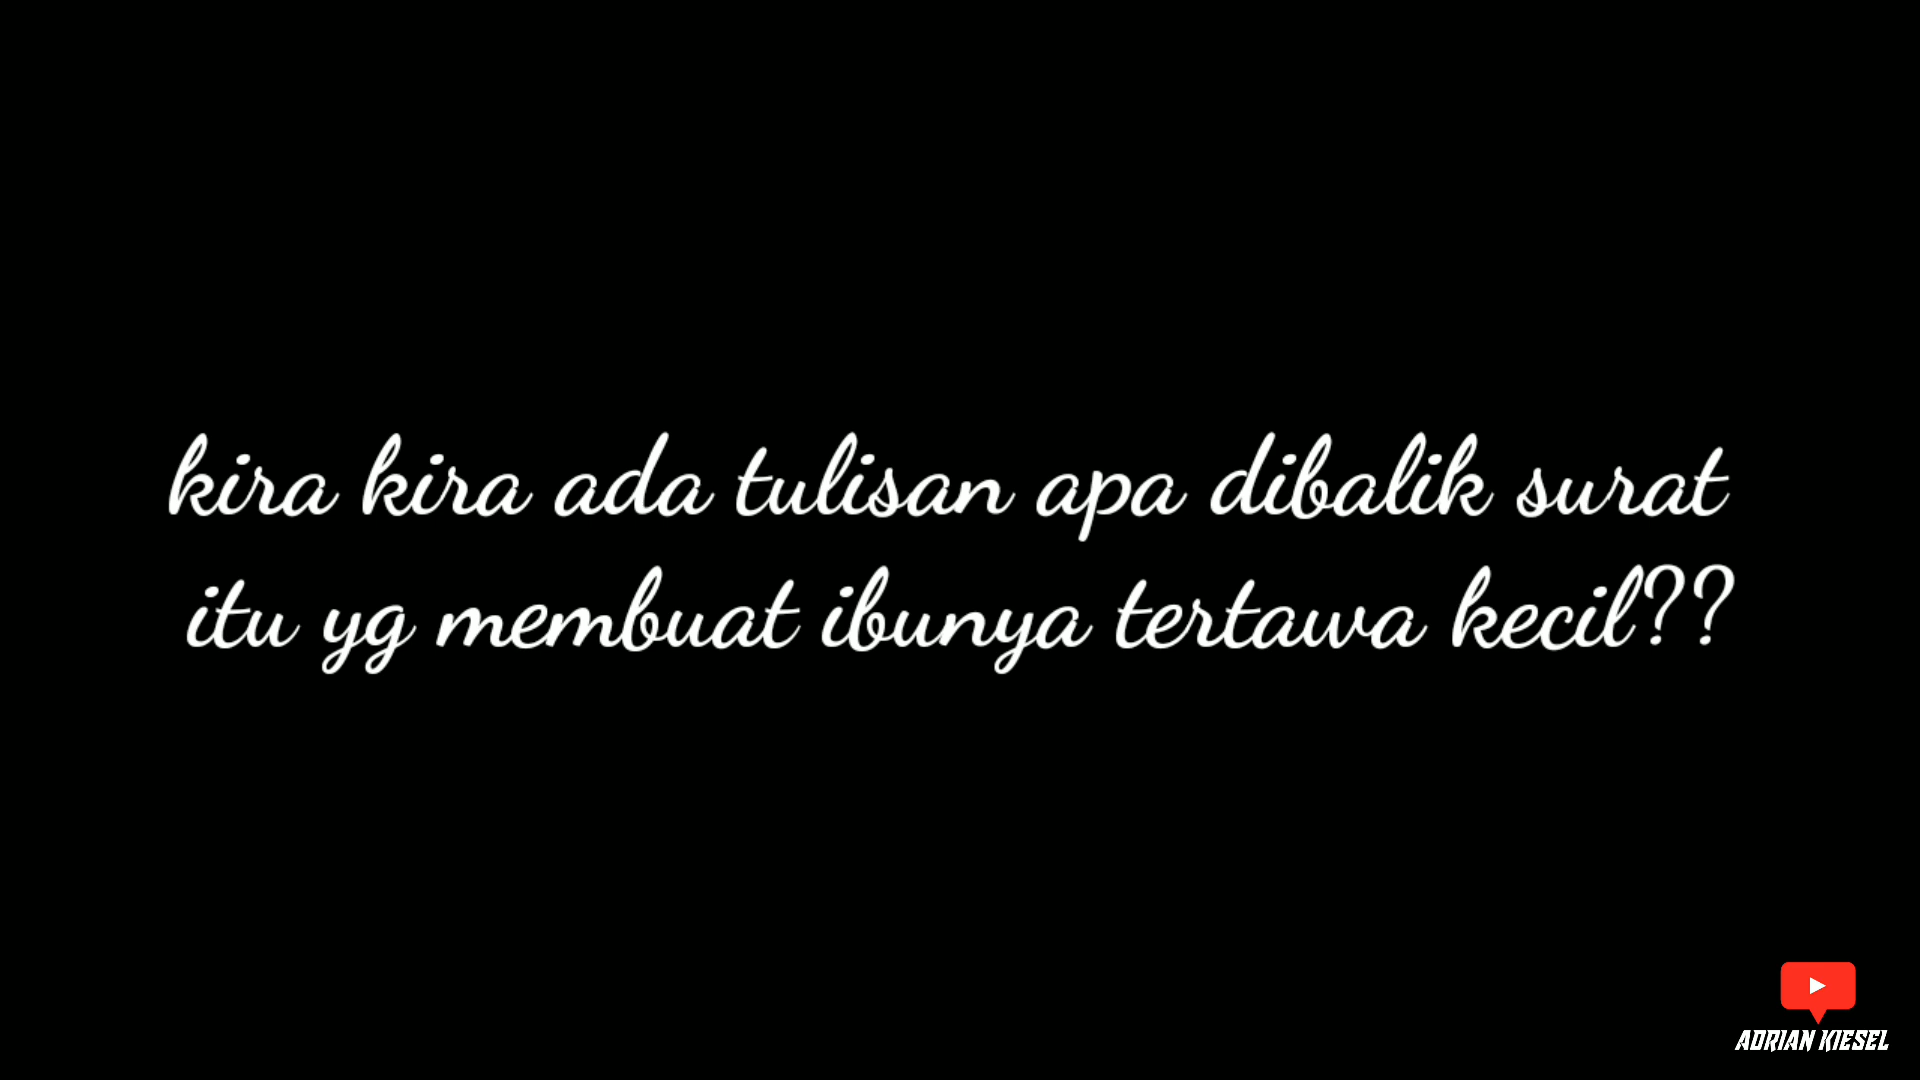 kira kira ada tulisan apa dibalik surat
itu yg membuat ibunya tertawa kecil??
ADRIAN KIESEL